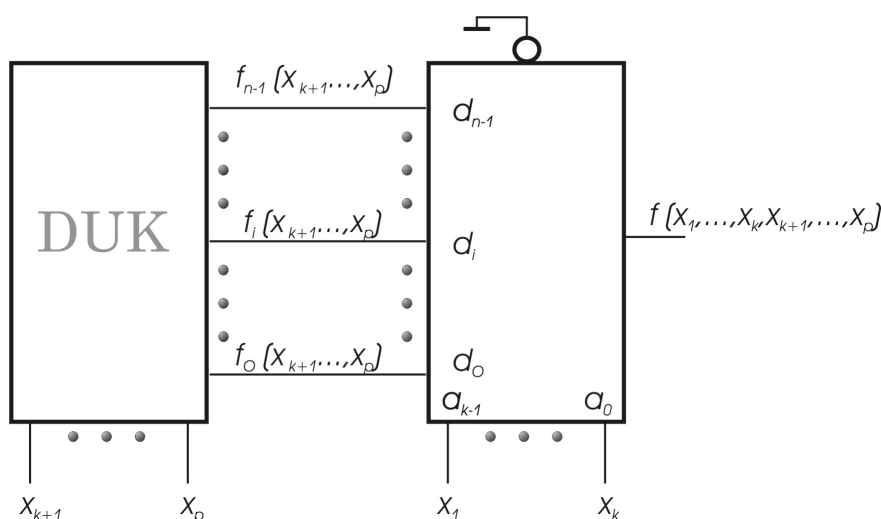 fₙ₋₁ (Xₖ₊₁...,Xₚ)
dₙ₋₁
DUK
fᵢ (Xₖ₊₁...,Xₚ)
dᵢ
f (X₁,...,Xₖ,Xₖ₊₁,...,Xₚ)
f₀ (Xₖ₊₁...,Xₚ)
d₀
aₖ₋₁ a₀
Xₖ₊₁ Xₚ X₁ Xₖ